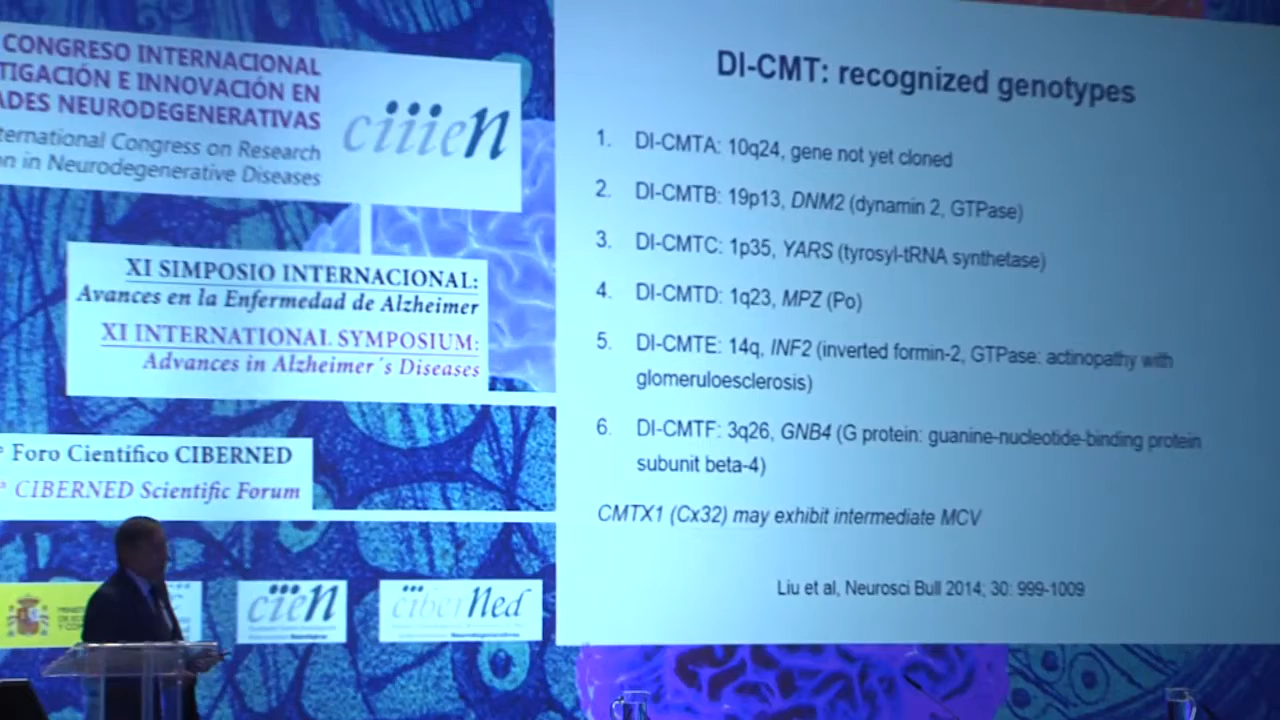 CONGRESO INTERNACIONAL
TIGACIÓN E INNOVACIÓN EN
ADES NEURODEGENERATIVAS
ternational Congress on Research
on in Neurodegenerative Diseases
ciiien
XI SIMPOSIO INTERNACIONAL:
Avances en la Enfermedad de Alzheimer
XI INTERNATIONAL SYMPOSIUM:
Advances in Alzheimer´s Diseases
º Foro Científico CIBERNED
º CIBERNED Scientific Forum
ciien
ciberned
DI-CMT: recognized genotypes
1. DI-CMTA: 10q24, gene not yet cloned
2. DI-CMTB: 19p13, DNM2 (dynamin 2, GTPase)
3. DI-CMTC: 1p35, YARS (tyrosyl-tRNA synthetase)
4. DI-CMTD: 1q23, MPZ (Po)
5. DI-CMTE: 14q, INF2 (inverted formin-2, GTPase: actinopathy with
glomeruloesclerosis)
6. DI-CMTF: 3q26, GNB4 (G protein: guanine-nucleotide-binding protein
subunit beta-4)
CMTX1 (Cx32) may exhibit intermediate MCV
Liu et al, Neurosci Bull 2014; 30: 999-1009